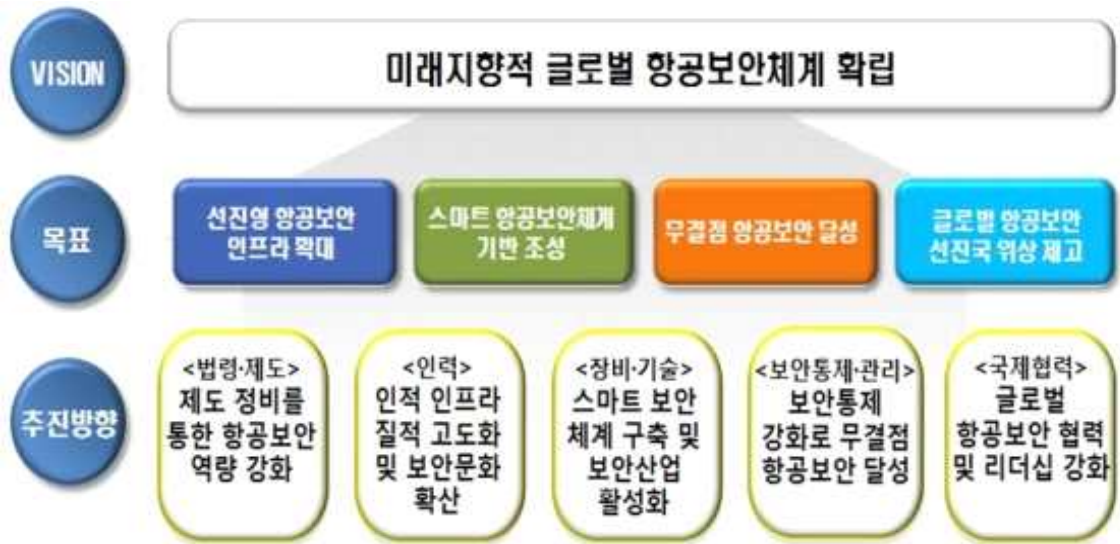 VISION
미래지향적 글로벌 항공보안체계 확립
목표
선진형 항공보안
인프라 확대
스마트 항공보안체계
기반 조성
무결점 항공보안 달성
글로벌 항공보안
선진국 위상 제고
추진방향
<법령·제도>
제도 정비를
통한 항공보안
역량 강화
<인력>
인적 인프라
질적 고도화
및 보안문화
확산
<장비·기술>
스마트 보안
체계 구축 및
보안산업
활성화
<보안통제·관리>
보안통제
강화로 무결점
항공보안 달성
<국제협력>
글로벌
항공보안 협력
및 리더십 강화